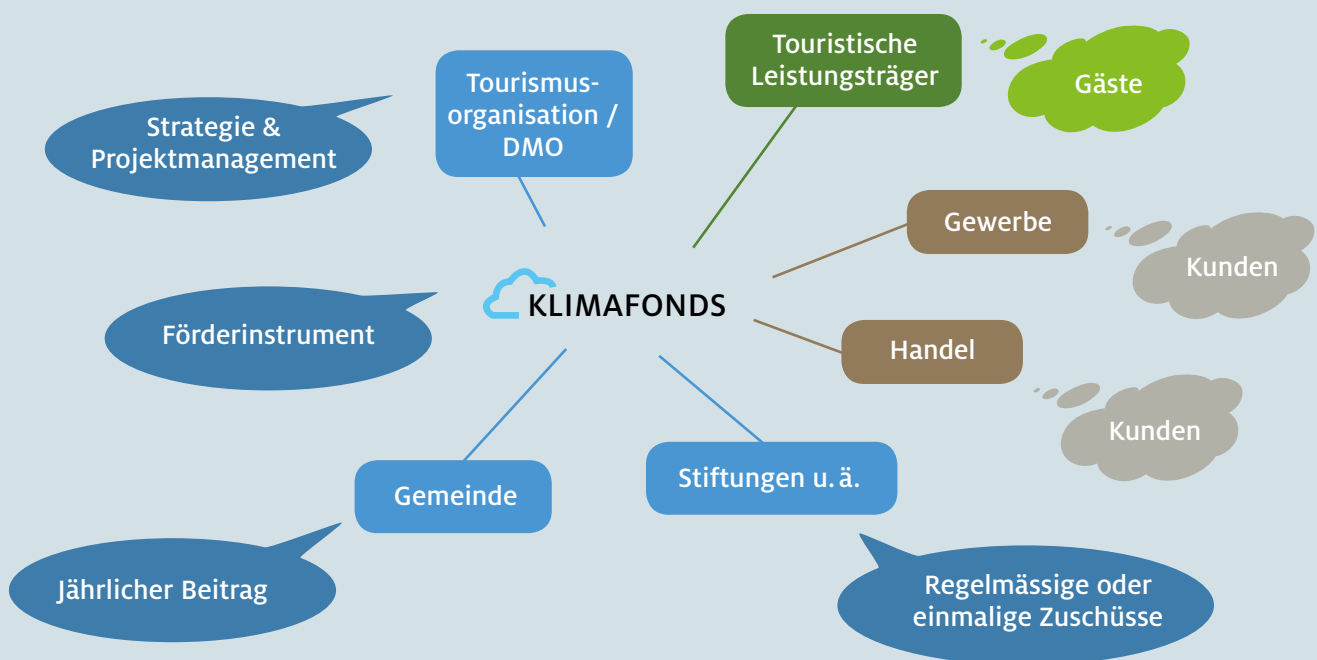 Touristische
Leistungsträger
Gäste
Tourismus-
organisation /
DMO
Strategie &
Projektmanagement
Gewerbe
Kunden
KLIMAFONDS
Förderinstrument
Handel
Kunden
Stiftungen u. ä.
Gemeinde
Jährlicher Beitrag
Regelmässige oder
einmalige Zuschüsse